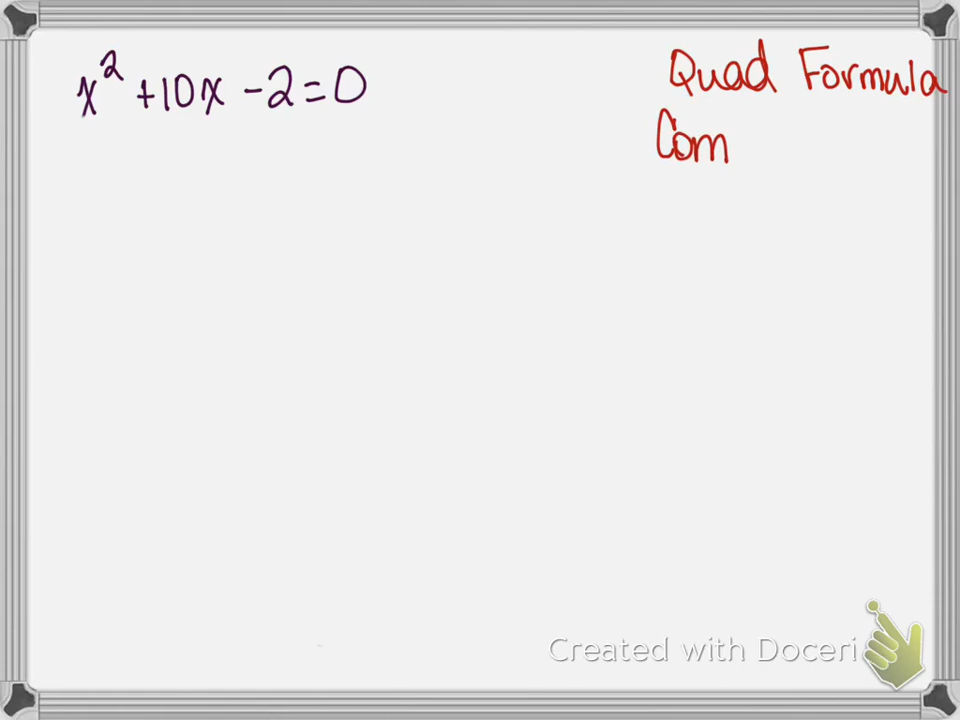 x² +10x -2=0
Quad Formula
Com
Created with Doceri